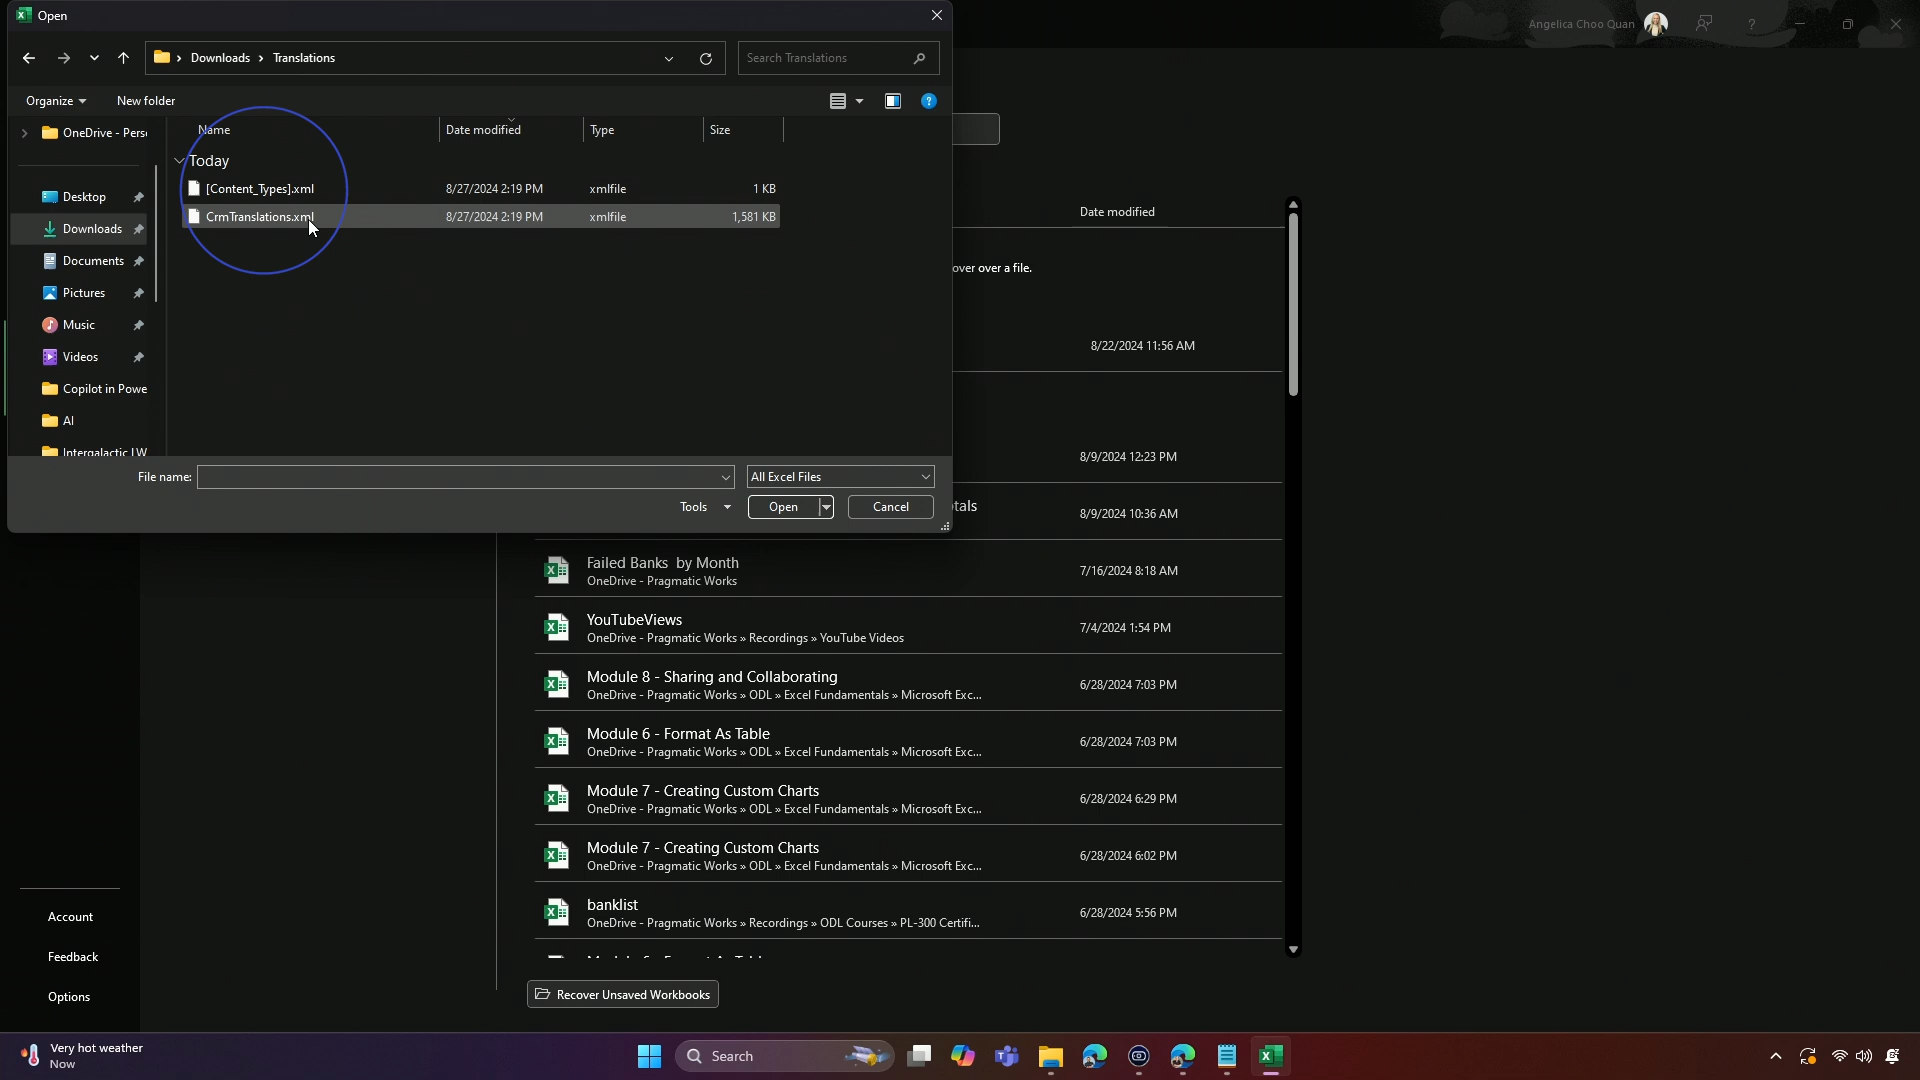 Open
Angelica Choo Quan
Downloads > Translations
Search Translations
Organize
New folder
OneDrive - Pers
Name
Date modified
Type
Size
Today
[Content_Types].xml
8/27/2024 2:19 PM
xmlfile
1 KB
CrmTranslations.xml
8/27/2024 2:19 PM
xmlfile
1,581 KB
Desktop
Downloads
Documents
Pictures
Music
Videos
Copilot in Powe
AI
Intergalactic LW
File name:
All Excel Files
Tools
Open
Cancel
Date modified
over over a file.
8/22/2024 11:56 AM
8/9/2024 12:23 PM
tals
8/9/2024 10:36 AM
Failed Banks by Month
OneDrive - Pragmatic Works
7/16/2024 8:18 AM
YouTubeViews
OneDrive - Pragmatic Works » Recordings » YouTube Videos
7/4/2024 1:54 PM
Module 8 - Sharing and Collaborating
OneDrive - Pragmatic Works » ODL » Excel Fundamentals » Microsoft Exc...
6/28/2024 7:03 PM
Module 6 - Format As Table
OneDrive - Pragmatic Works » ODL » Excel Fundamentals » Microsoft Exc...
6/28/2024 7:03 PM
Module 7 - Creating Custom Charts
OneDrive - Pragmatic Works » ODL » Excel Fundamentals » Microsoft Exc...
6/28/2024 6:29 PM
Module 7 - Creating Custom Charts
OneDrive - Pragmatic Works » ODL » Excel Fundamentals » Microsoft Exc...
6/28/2024 6:02 PM
banklist
OneDrive - Pragmatic Works » Recordings » ODL Courses » PL-300 Certifi...
6/28/2024 5:56 PM
Account
Feedback
Options
Recover Unsaved Workbooks
Very hot weather
Now
Search